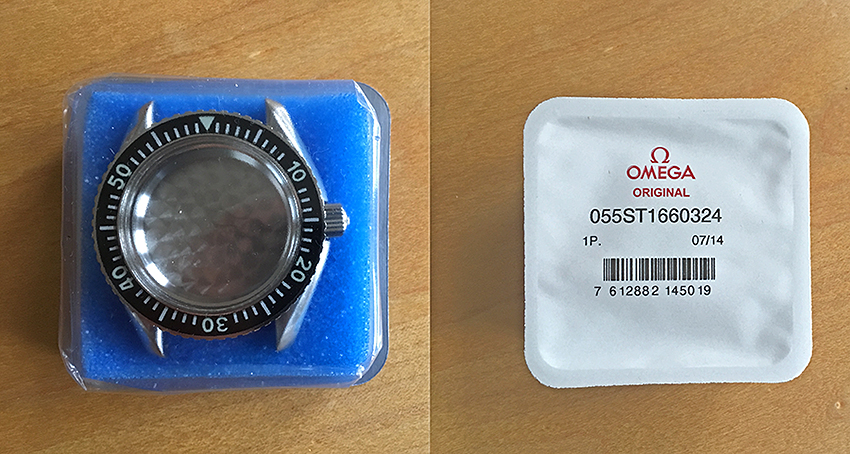 10
20
30
40
50
Ω
OMEGA
ORIGINAL
055ST1660324
1P. 07/14
7 612882 145019